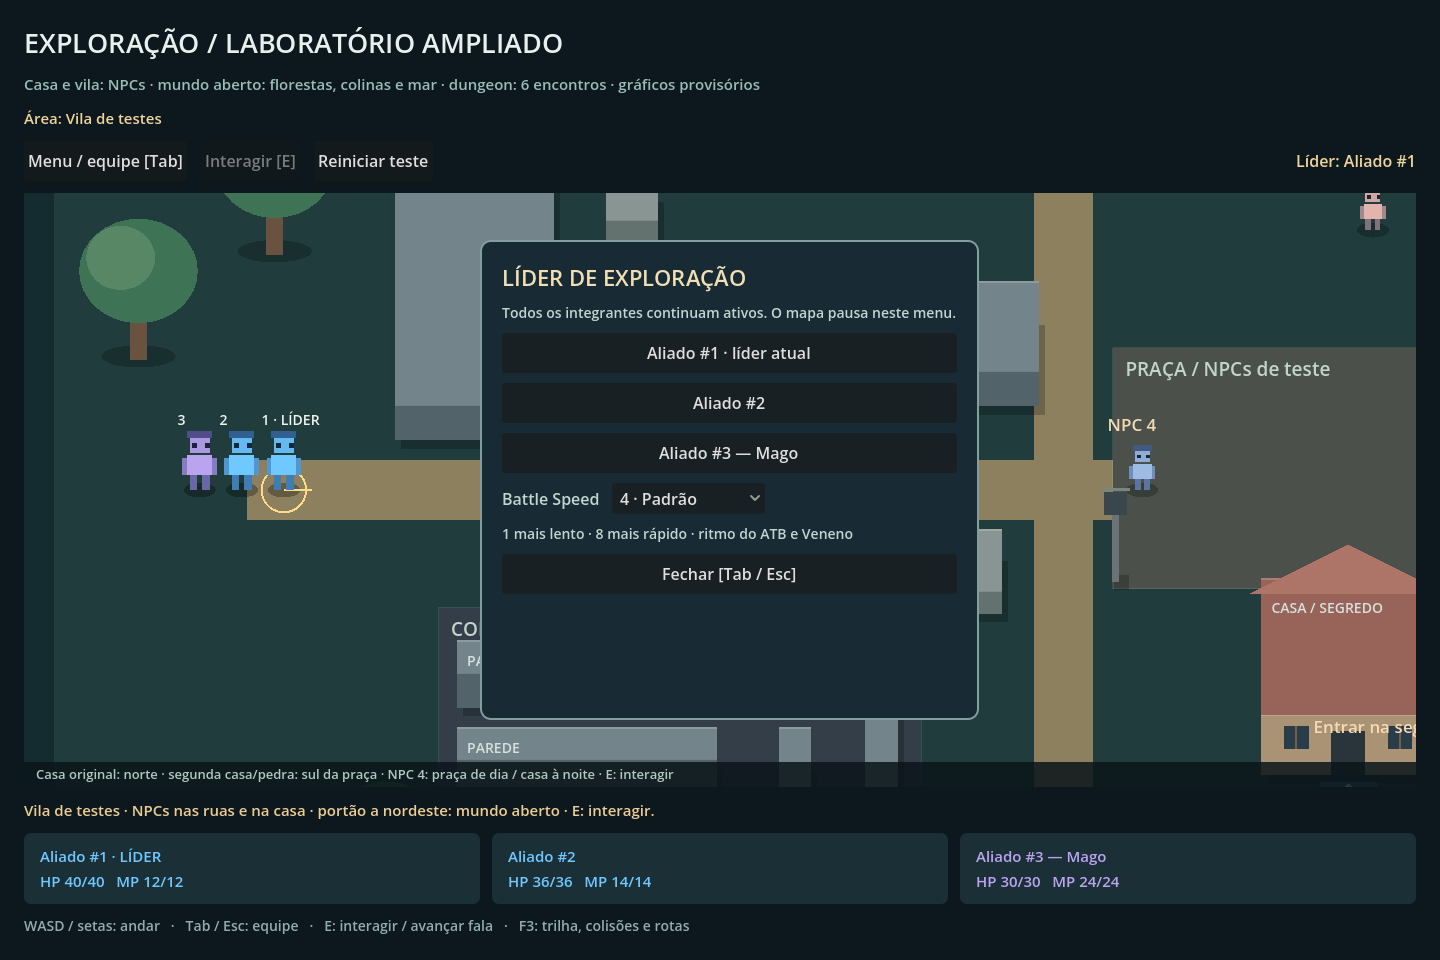 EXPLORAÇÃO / LABORATÓRIO AMPLIADO
Casa e vila: NPCs · mundo aberto: florestas, colinas e mar · dungeon: 6 encontros · gráficos provisórios
Área: Vila de testes
Menu / equipe [Tab] Interagir [E] Reiniciar teste
Líder: Aliado #1
LÍDER DE EXPLORAÇÃO
Todos os integrantes continuam ativos. O mapa pausa neste menu.
Aliado #1 · líder atual
Aliado #2
Aliado #3 — Mago
Battle Speed 4 · Padrão
1 mais lento · 8 mais rápido · ritmo do ATB e Veneno
Fechar [Tab / Esc]
PRAÇA / NPCs de teste
NPC 4
3 2 1 · LÍDER
CASA / SEGREDO
Entrar na seg
CO
PA
PAREDE
Casa original: norte · segunda casa/pedra: sul da praça · NPC 4: praça de dia / casa à noite · E: interagir
Vila de testes · NPCs nas ruas e na casa · portão a nordeste: mundo aberto · E: interagir.
Aliado #1 · LÍDER
HP 40/40 MP 12/12
Aliado #2
HP 36/36 MP 14/14
Aliado #3 — Mago
HP 30/30 MP 24/24
WASD / setas: andar · Tab / Esc: equipe · E: interagir / avançar fala · F3: trilha, colisões e rotas